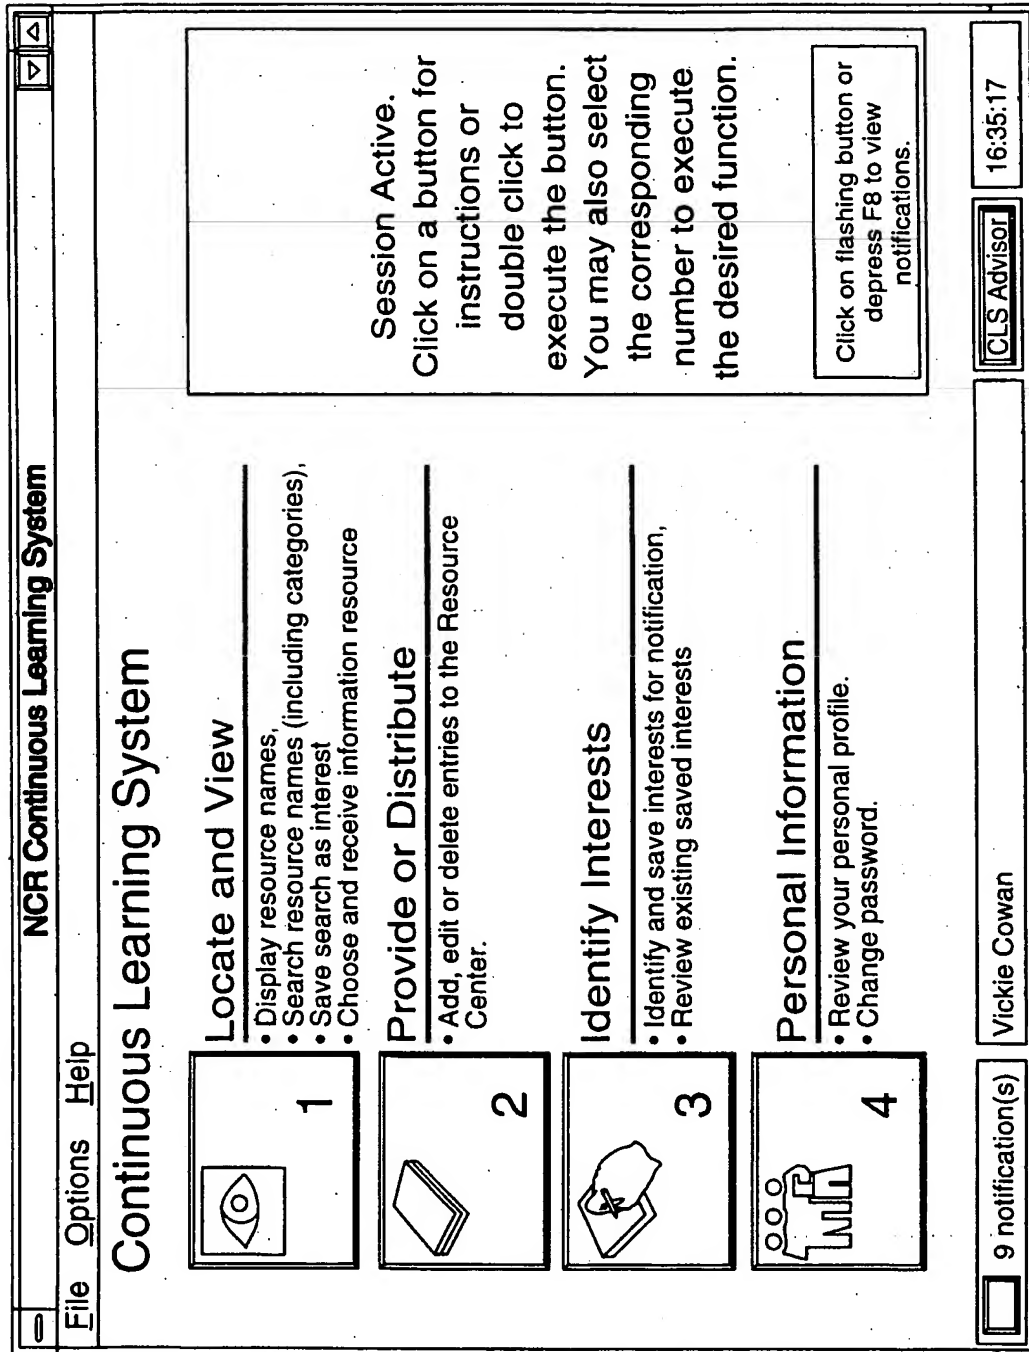 NCR Continuous Learning System
File Options Help
Continuous Learning System
1
Locate and View
• Display resource names,
• Search resource names (including categories),
• Save search as interest
• Choose and receive information resource
2
Provide or Distribute
• Add, edit or delete entries to the Resource
Center.
3
Identify Interests
• Identify and save interests for notification,
• Review existing saved interests
4
Personal Information
• Review your personal profile.
• Change password.
Session Active.
Click on a button for
instructions or
double click to
execute the button.
You may also select
the corresponding
number to execute
the desired function.
Click on flashing button or
depress F8 to view
notifications.
9 notification(s)
Vickie Cowan
CLS Advisor
16:35:17